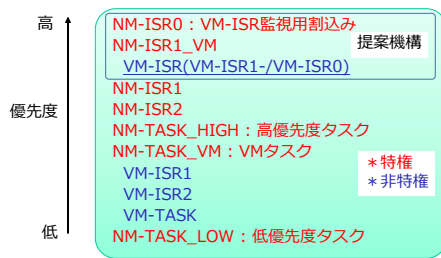 高
優先度
低
NM-ISR0：VM-ISR監視用割込み
NM-ISR1_VM
提案機構
VM-ISR(VM-ISR1-/VM-ISR0)
NM-ISR1
NM-ISR2
NM-TASK_HIGH：高優先度タスク
NM-TASK_VM：VMタスク
VM-ISR1
VM-ISR2
VM-TASK
NM-TASK_LOW：低優先度タスク
＊特権
＊非特権